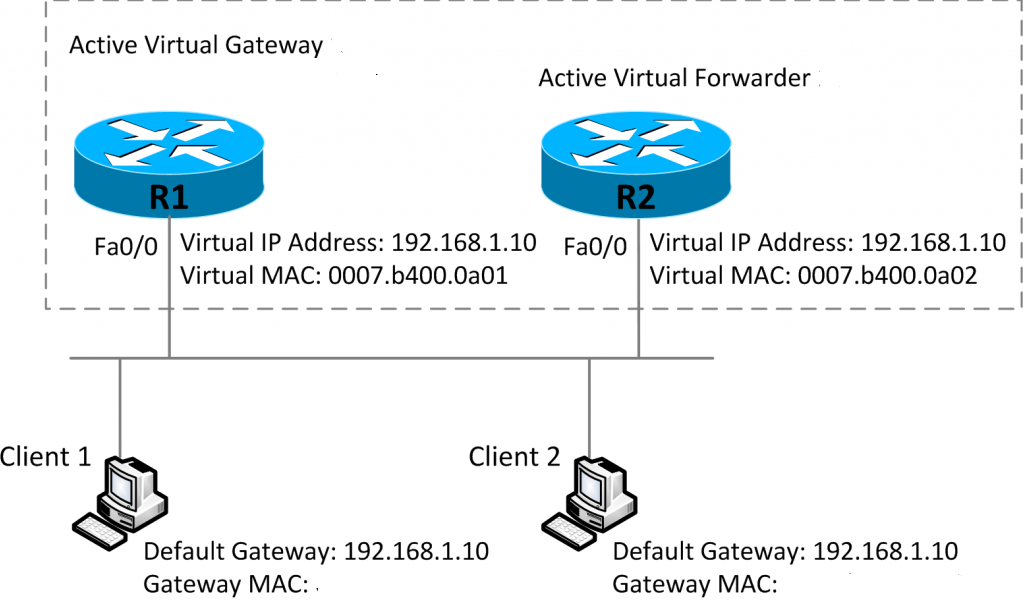 Active Virtual Gateway
Active Virtual Forwarder
R1
R2
Fa0/0
Virtual IP Address: 192.168.1.10
Virtual MAC: 0007.b400.0a01
Fa0/0
Virtual IP Address: 192.168.1.10
Virtual MAC: 0007.b400.0a02
Client 1
Client 2
Default Gateway: 192.168.1.10
Gateway MAC:
Default Gateway: 192.168.1.10
Gateway MAC: